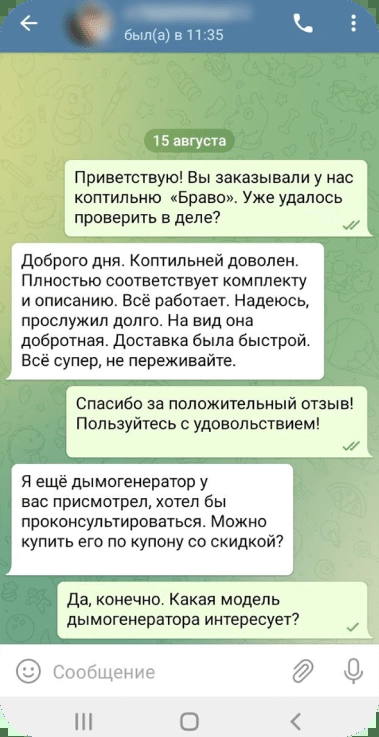 был(а) в 11:35
15 августа
Приветствую! Вы заказывали у нас
коптильню «Браво». Уже удалось
проверить в деле?
Доброго дня. Коптильней доволен.
Плностью соответствует комплекту
и описанию. Всё работает. Надеюсь,
прослужил долго. На вид она
добротная. Доставка была быстрой.
Всё супер, не переживайте.
Спасибо за положительный отзыв!
Пользуйтесь с удовольствием!
Я ещё дымогенератор у
вас присмотрел, хотел бы
проконсультироваться. Можно
купить его по купону со скидкой?
Да, конечно. Какая модель
дымогенератора интересует?
Сообщение